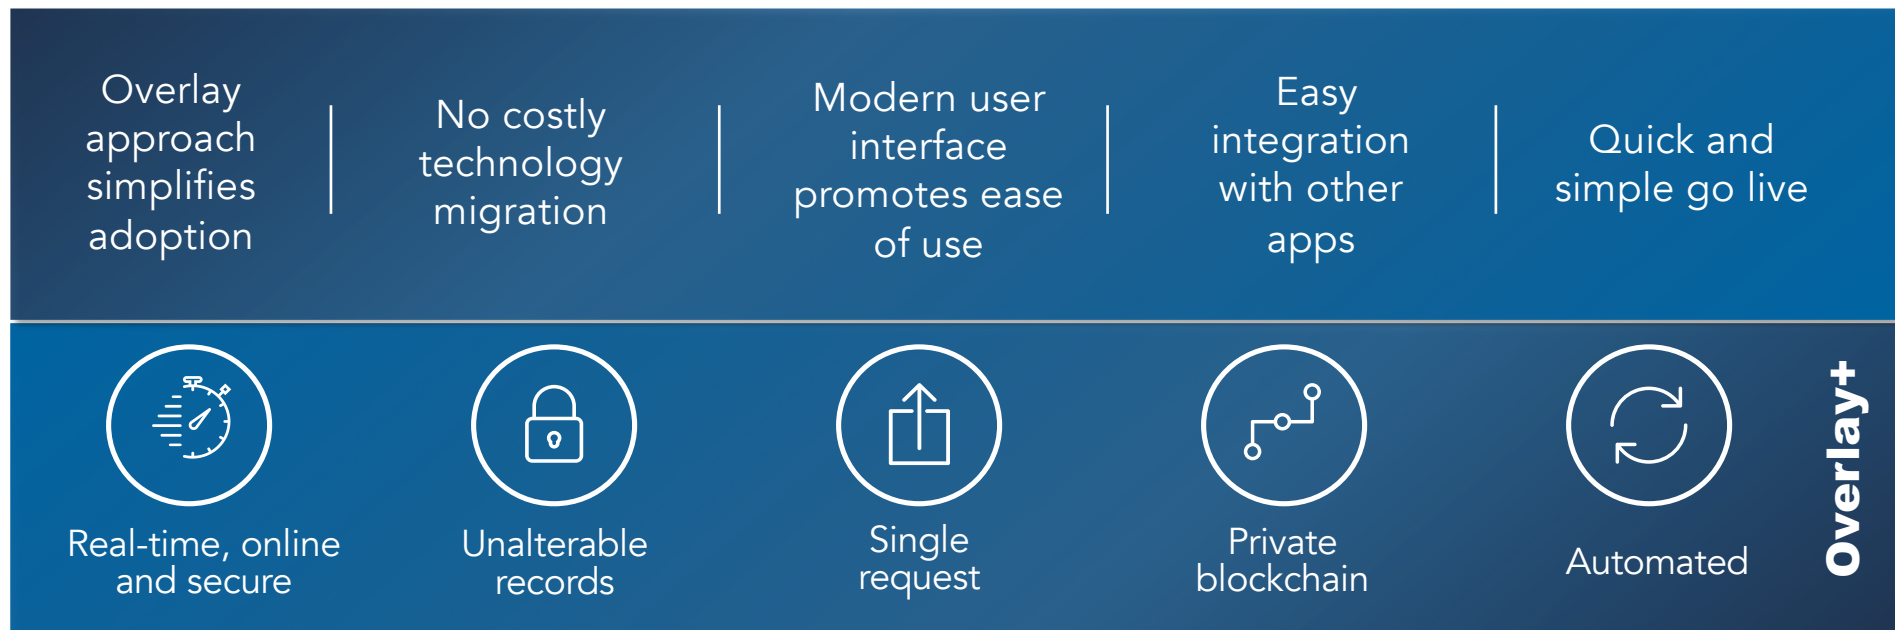 Overlay
approach
simplifies
adoption
No costly
technology
migration
Modern user
interface
promotes ease
of use
Easy
integration
with other
apps
Quick and
simple go live
Real-time, online
and secure
Unalterable
records
Single
request
Private
blockchain
Automated
Overlay+